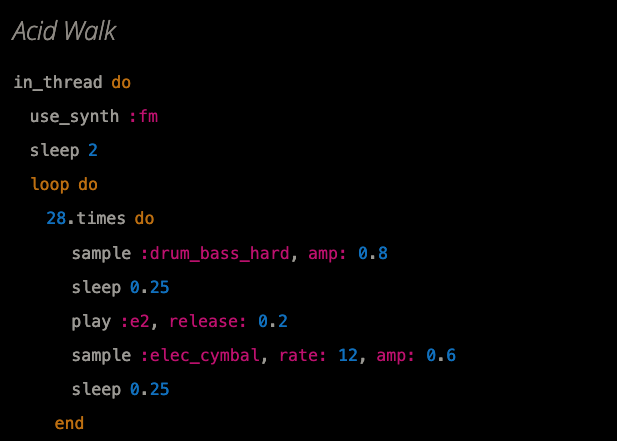 Acid Walk
in_thread do
use_synth :fm
sleep 2
loop do
28.times do
sample :drum_bass_hard, amp: 0.8
sleep 0.25
play :e2, release: 0.2
sample :elec_cymbal, rate: 12, amp: 0.6
sleep 0.25
end